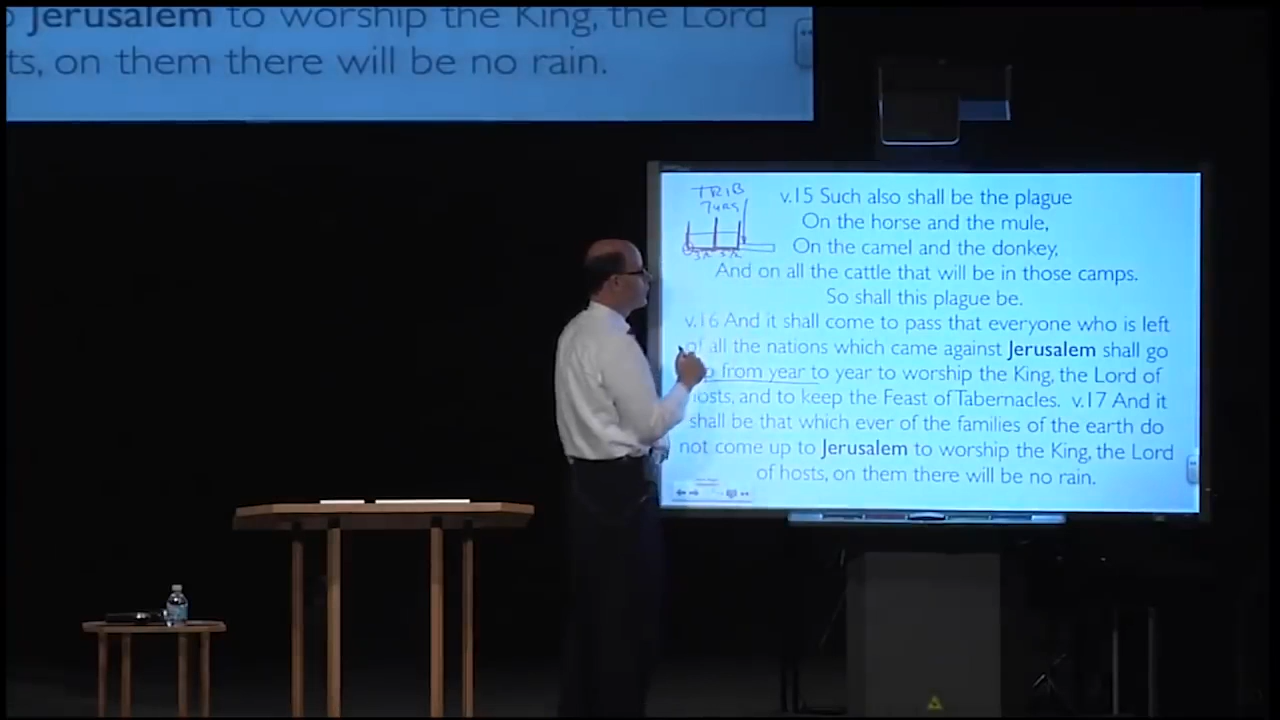 Jerusalem to worship the King, the Lord
ts, on them there will be no rain.
TRIB
7 YRS
v.15 Such also shall be the plague
On the horse and the mule,
On the camel and the donkey,
And on all the cattle that will be in those camps.
So shall this plague be.
v.16 And it shall come to pass that everyone who is left
of all the nations which came against Jerusalem shall go
from year to year to worship the King, the Lord of
osts, and to keep the Feast of Tabernacles. v.17 And it
shall be that which ever of the families of the earth do
not come up to Jerusalem to worship the King, the Lord
of hosts, on them there will be no rain.